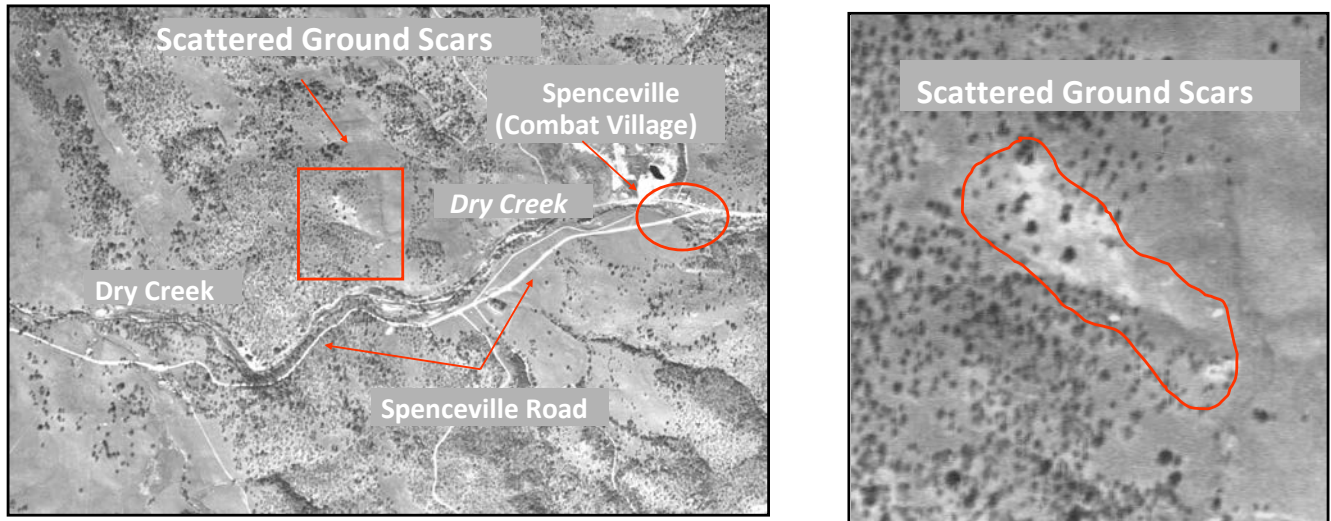 Scattered Ground Scars
Spenceville
(Combat Village)
Dry Creek
Dry Creek
Spenceville Road
Scattered Ground Scars